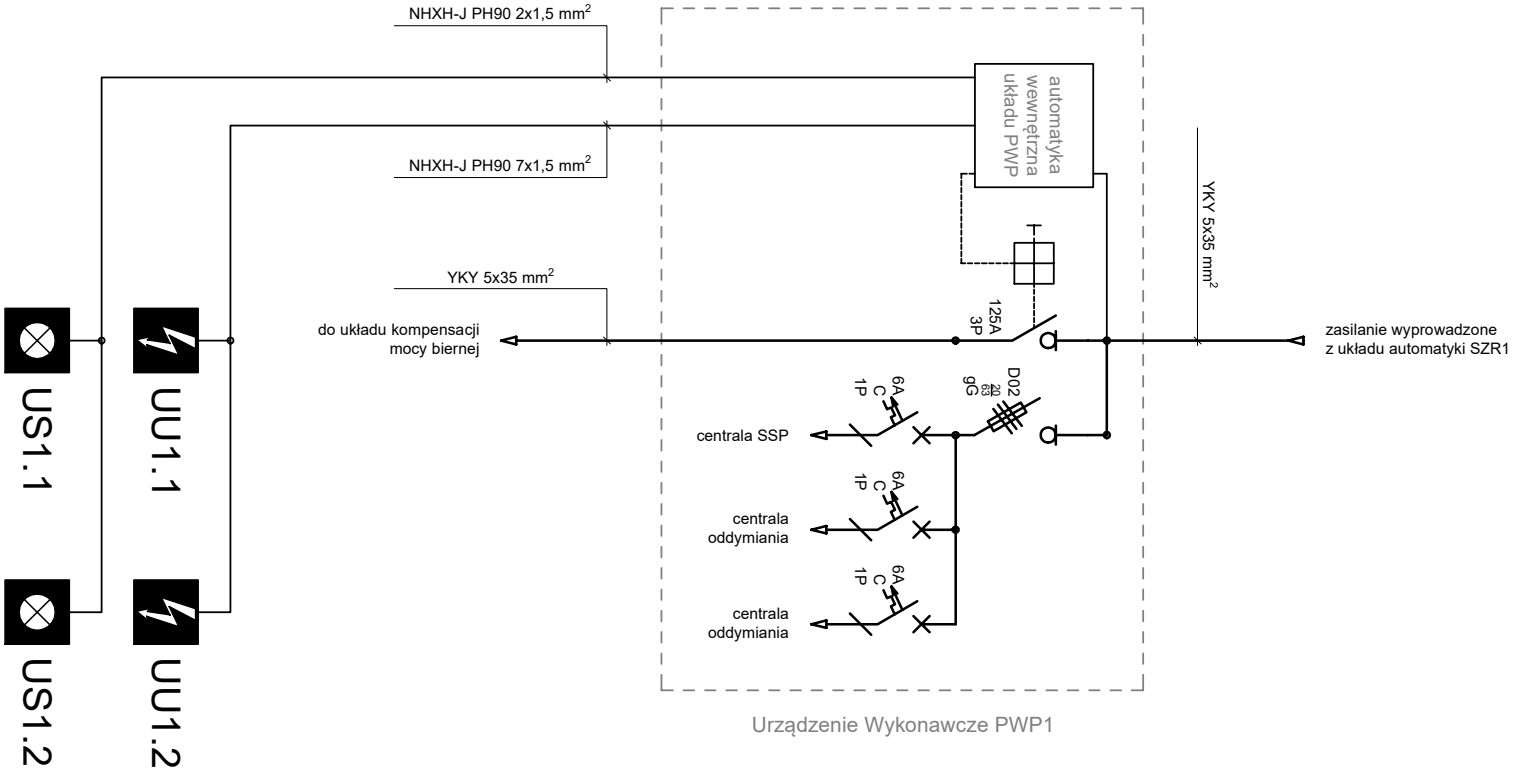 NHXH-J PH90 2x1,5 mm²
NHXH-J PH90 7x1,5 mm²
automatyka
wewnętrzna
układu PWP
YKY 5x35 mm²
YKY 5x35 mm²
125A
3P
do układu kompensacji
mocy biernej
zasilanie wyprowadzone
z układu automatyki SZR1
D02
20
63
gG
6A
C
1P
centrala SSP
6A
C
1P
centrala
oddymiania
6A
C
1P
centrala
oddymiania
US1.1
UU1.1
US1.2
UU1.2
Urządzenie Wykonawcze PWP1